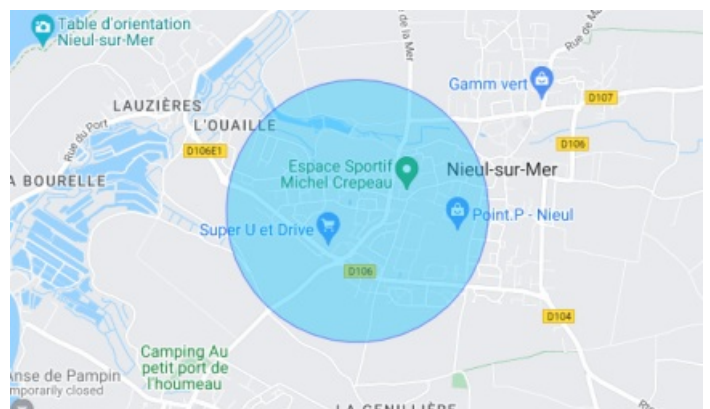 Table d'orientation
Nieul-sur-Mer
de la Mer
Rue de M
Gamm vert
D107
LAUZIÈRES
L'OUAILLE
Rue du Port
D106E1
D106
A BOURELLE
Espace Sportif
Michel Crepeau
Nieul-sur-Mer
Super U et Drive
Point.P - Nieul
D106
D104
Camping Au
petit port de
l'houmeau
Anse de Pampin
mporarily closed
LA GENILLIÈRE